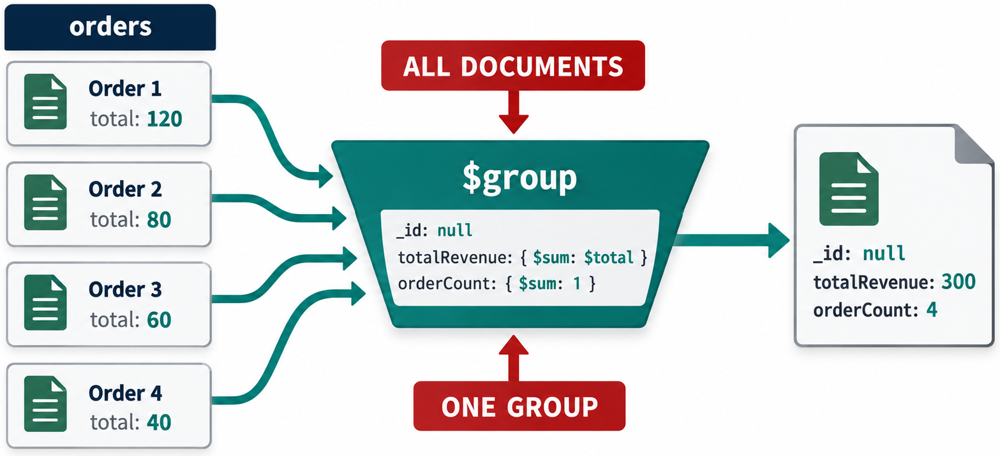 orders
Order 1
total: 120
Order 2
total: 80
Order 3
total: 60
Order 4
total: 40
ALL DOCUMENTS
$group
_id: null
totalRevenue: { $sum: $total }
orderCount: { $sum: 1 }
ONE GROUP
_id: null
totalRevenue: 300
orderCount: 4